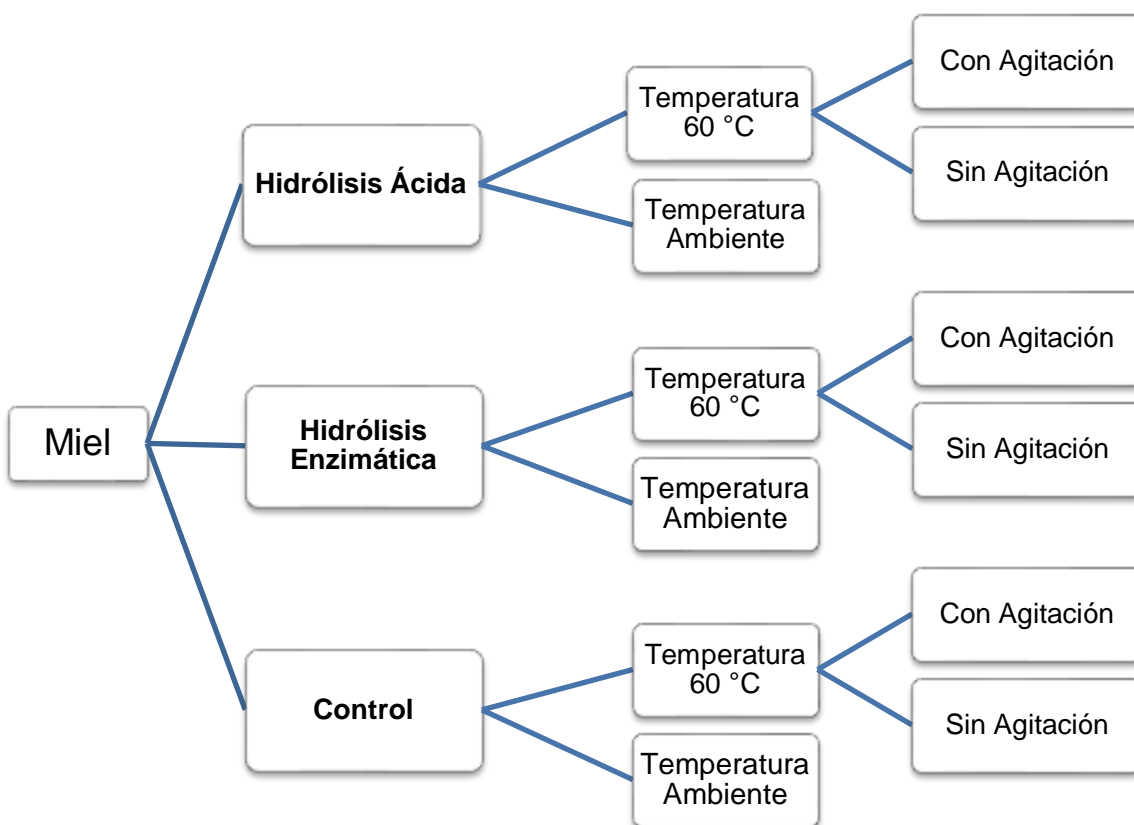 Miel
Hidrólisis Ácida
Temperatura
60 °C
Con Agitación
Sin Agitación
Temperatura
Ambiente
Hidrólisis
Enzimática
Temperatura
60 °C
Con Agitación
Sin Agitación
Temperatura
Ambiente
Control
Temperatura
60 °C
Con Agitación
Sin Agitación
Temperatura
Ambiente